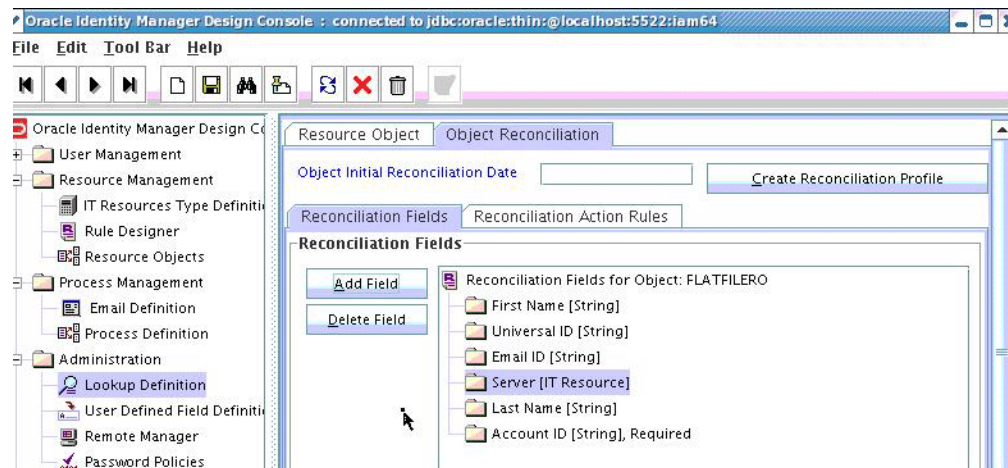 Oracle Identity Manager Design Console : connected to jdbc:oracle:thin:@localhost:5522:iam64
File Edit Tool Bar Help
Oracle Identity Manager Design Co
User Management
Resource Management
IT Resources Type Definiti
Rule Designer
Resource Objects
Process Management
Email Definition
Process Definition
Administration
Lookup Definition
User Defined Field Definiti
Remote Manager
Password Policies
Resource Object Object Reconciliation
Object Initial Reconciliation Date
Create Reconciliation Profile
Reconciliation Fields Reconciliation Action Rules
Reconciliation Fields
Add Field
Delete Field
Reconciliation Fields for Object: FLATFILERO
First Name [String]
Universal ID [String]
Email ID [String]
Server [IT Resource]
Last Name [String]
Account ID [String], Required